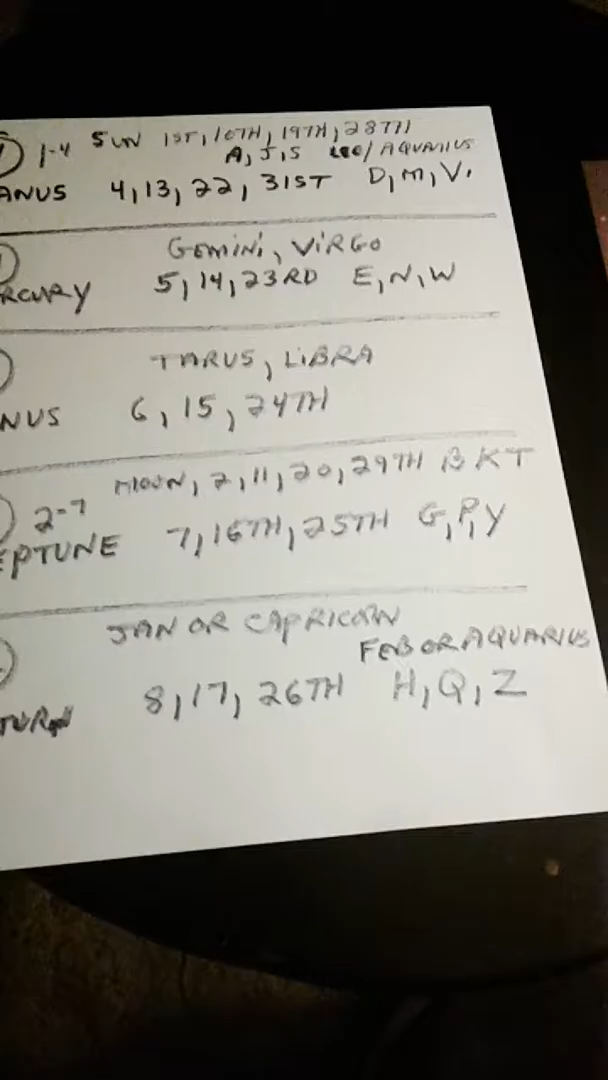 1-4 SUN 1ST, 10TH, 19TH, 28TH
A, J, S LEO/AQUARIUS
ANUS 4, 13, 22, 31ST D, M, V.
GEMINI, VIRGO
RCURY 5, 14, 23RD E, N, W
TARUS, LIBRA
NUS 6, 15, 24TH
2-7 MOON, 2, 11, 20, 29TH B K T
EPTUNE 7, 16TH, 25TH G, P, Y
JAN OR CAPRICORN
FEB OR AQUARIUS
TURN 8, 17, 26TH H, Q, Z